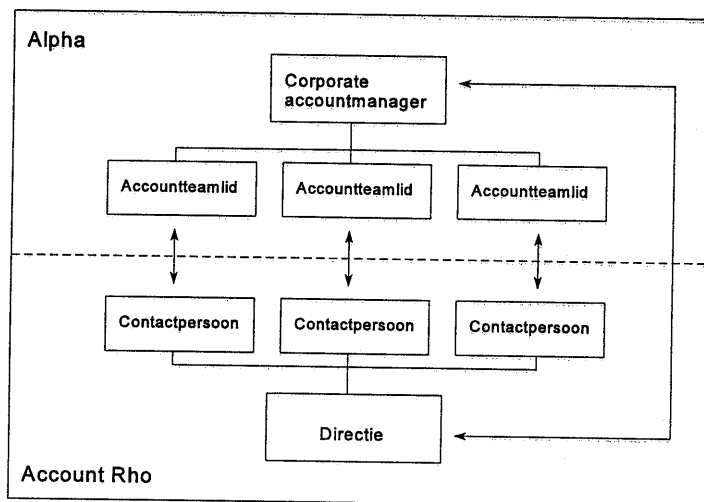 Alpha
Corporate
accountmanager
Accountteamlid
Accountteamlid
Accountteamlid
Contactpersoon
Contactpersoon
Contactpersoon
Directie
Account Rho